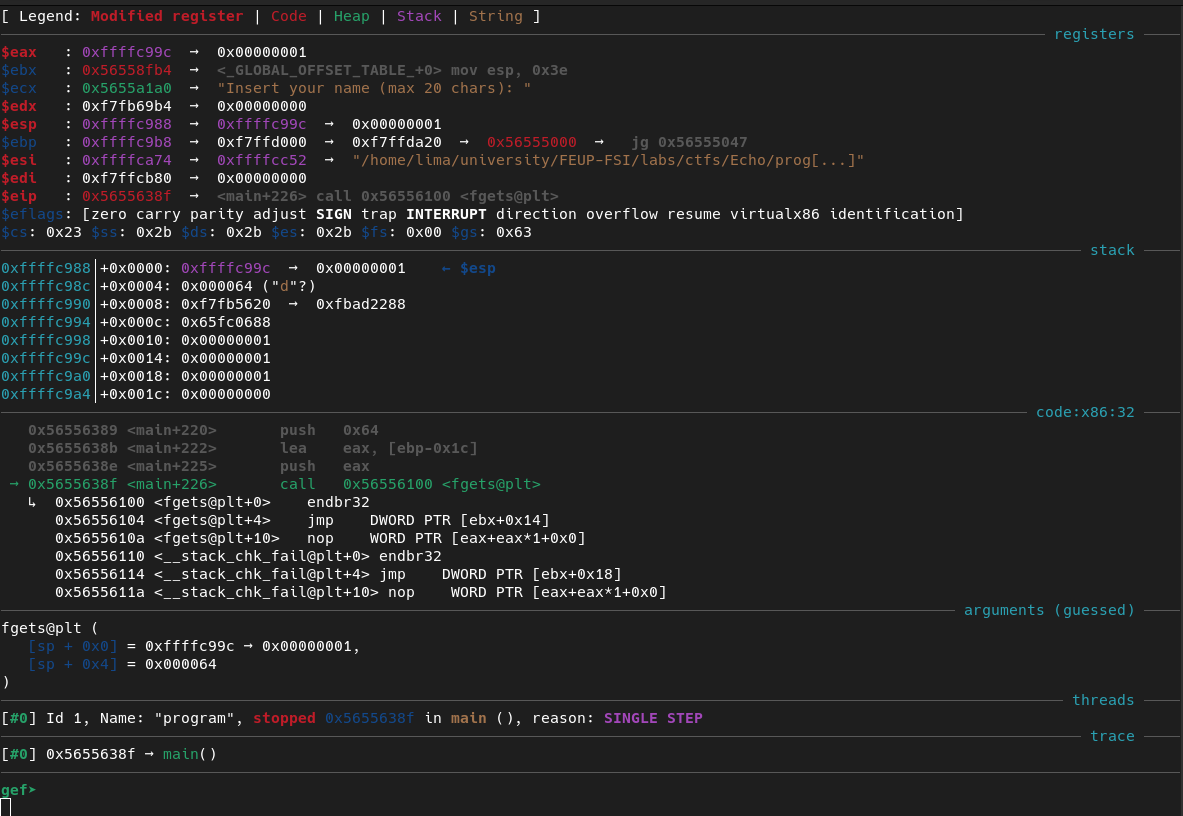 [ Legend: Modified register | Code | Heap | Stack | String ]
registers
$eax   : 0xffffc99c  →  0x00000001
$ebx   : 0x56558fb4  →  <_GLOBAL_OFFSET_TABLE_+0> mov esp, 0x3e
$ecx   : 0x5655a1a0  →  "Insert your name (max 20 chars): "
$edx   : 0xf7fb69b4  →  0x00000000
$esp   : 0xffffc988  →  0xffffc99c  →  0x00000001
$ebp   : 0xffffc9b8  →  0xf7ffd000  →  0xf7ffda20  →  0x56555000  →   jg 0x56555047
$esi   : 0xffffca74  →  0xffffcc52  →  "/home/lima/university/FEUP-FSI/labs/ctfs/Echo/prog[...]"
$edi   : 0xf7ffcb80  →  0x00000000
$eip   : 0x5655638f  →  <main+226> call 0x56556100 <fgets@plt>
$eflags: [zero carry parity adjust SIGN trap INTERRUPT direction overflow resume virtualx86 identification]
$cs: 0x23 $ss: 0x2b $ds: 0x2b $es: 0x2b $fs: 0x00 $gs: 0x63
stack
0xffffc988│+0x0000: 0xffffc99c  →  0x00000001    ← $esp
0xffffc98c│+0x0004: 0x000064 ("d"?)
0xffffc990│+0x0008: 0xf7fb5620  →  0xfbad2288
0xffffc994│+0x000c: 0x65fc0688
0xffffc998│+0x0010: 0x00000001
0xffffc99c│+0x0014: 0x00000001
0xffffc9a0│+0x0018: 0x00000001
0xffffc9a4│+0x001c: 0x00000000
code:x86:32
0x56556389 <main+220>       push   0x64
0x5655638b <main+222>       lea    eax, [ebp-0x1c]
0x5655638e <main+225>       push   eax
→ 0x5655638f <main+226>       call   0x56556100 <fgets@plt>
↳  0x56556100 <fgets@plt+0>    endbr32
0x56556104 <fgets@plt+4>    jmp    DWORD PTR [ebx+0x14]
0x5655610a <fgets@plt+10>   nop    WORD PTR [eax+eax*1+0x0]
0x56556110 <__stack_chk_fail@plt+0> endbr32
0x56556114 <__stack_chk_fail@plt+4> jmp    DWORD PTR [ebx+0x18]
0x5655611a <__stack_chk_fail@plt+10> nop    WORD PTR [eax+eax*1+0x0]
arguments (guessed)
fgets@plt (
[sp + 0x0] = 0xffffc99c → 0x00000001,
[sp + 0x4] = 0x000064
)
threads
[#0] Id 1, Name: "program", stopped 0x5655638f in main (), reason: SINGLE STEP
trace
[#0] 0x5655638f → main()
gef➤